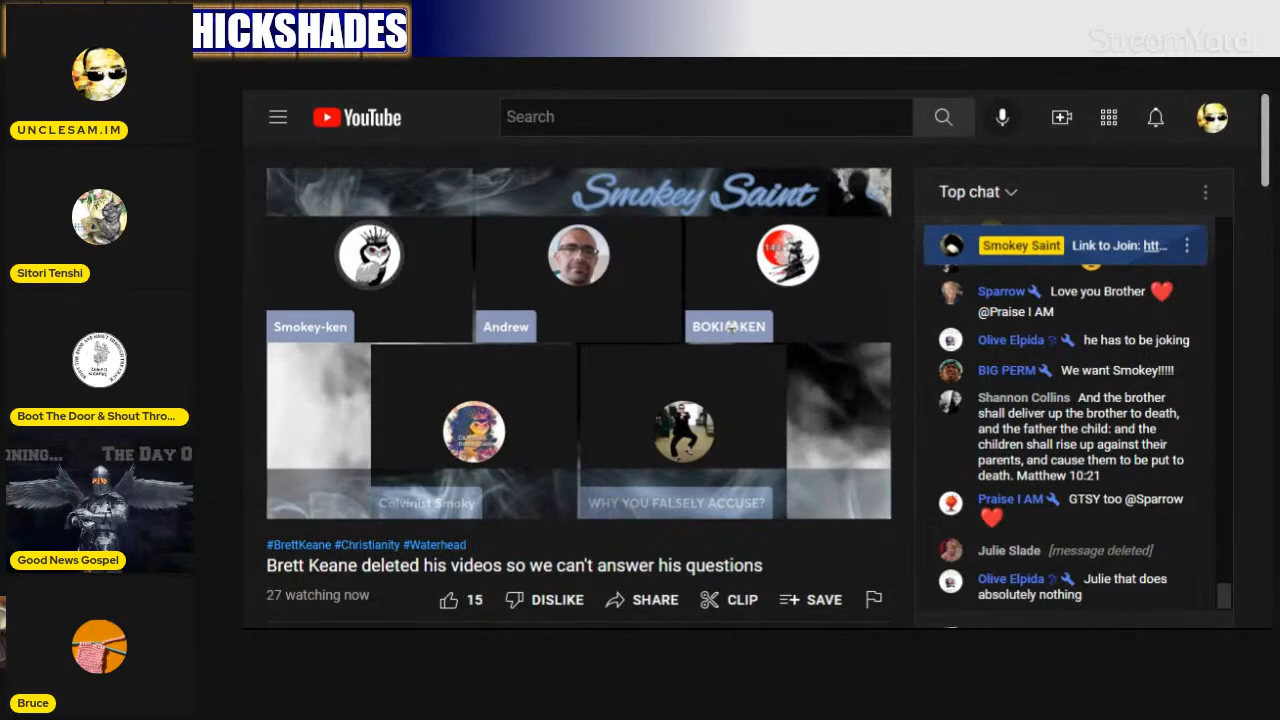 HICKSHADES
StreamYard
UNCLESAM.IM
Sitori Tenshi
Boot The Door & Shout Thro...
ONING... THE DAY O
Good News Gospel
Bruce
YouTube
Search
Smokey Saint
Smokey-ken
Andrew
BOKI KEN
Calvinist Smoky
WHY YOU FALSELY ACCUSE?
#BrettKeane #Christianity #Waterhead
Brett Keane deleted his videos so we can't answer his questions
27 watching now
15
DISLIKE
SHARE
CLIP
SAVE
Top chat
Smokey Saint Link to Join: htt...
Sparrow Love you Brother
@Praise I AM
Olive Elpida he has to be joking
BIG PERM We want Smokey!!!!!
Shannon Collins And the brother
shall deliver up the brother to death,
and the father the child: and the
children shall rise up against their
parents, and cause them to be put to
death. Matthew 10:21
Praise I AM GTSY too @Sparrow
Julie Slade [message deleted]
Olive Elpida Julie that does
absolutely nothing